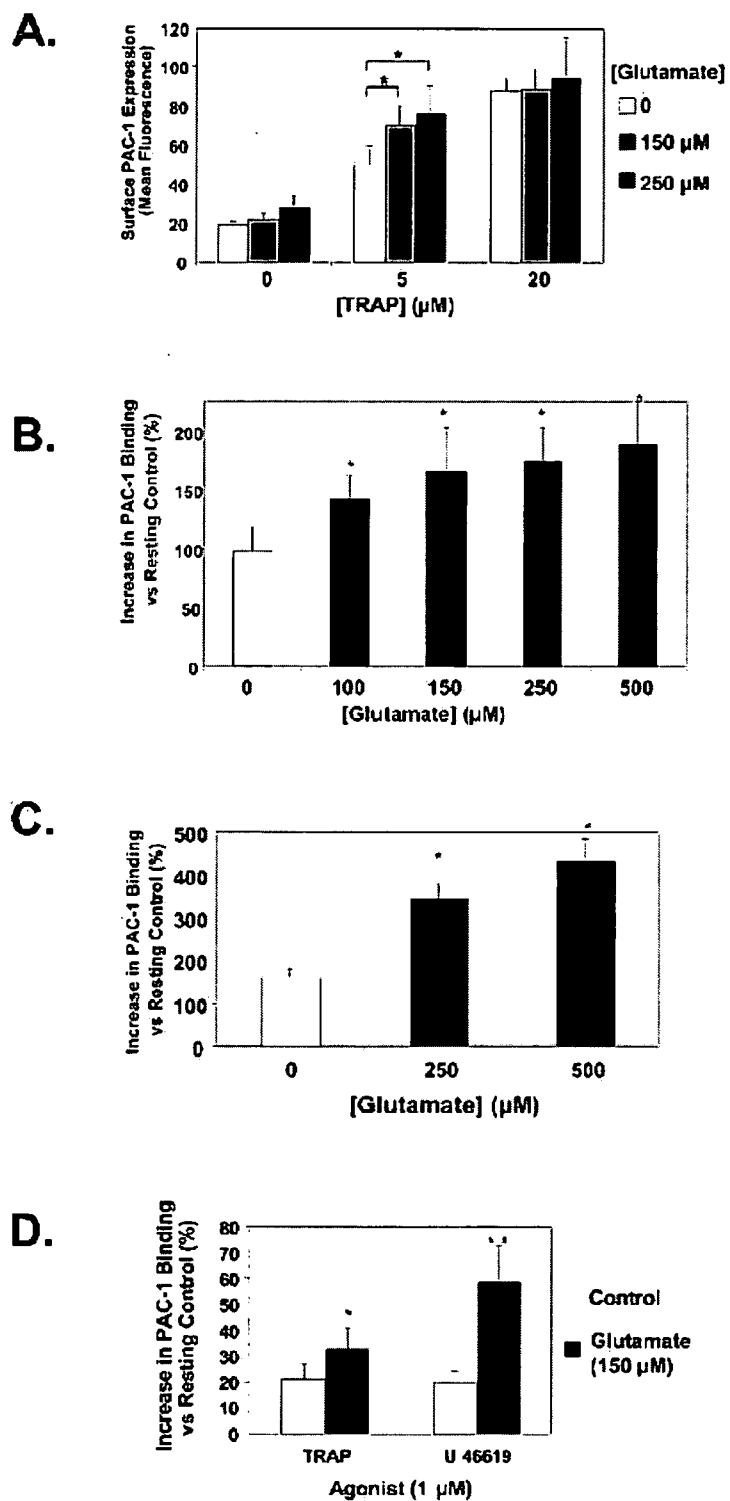 A.
Surface PAC-1 Expression
(Mean Fluorescence)
120
100
80
60
40
20
0
*
*
0
5
20
[TRAP] (µM)
[Glutamate]
0
150 µM
250 µM
B.
Increase in PAC-1 Binding
vs Resting Control (%)
200
150
100
50
0
*
*
*
0
100
150
250
500
[Glutamate] (µM)
C.
Increase in PAC-1 Binding
vs Resting Control (%)
500
400
300
200
100
0
*
0
250
500
[Glutamate] (µM)
D.
Increase in PAC-1 Binding
vs Resting Control (%)
80
70
60
50
40
30
20
10
0
*
TRAP
U 46619
Agonist (1 µM)
Control
Glutamate
(150 µM)